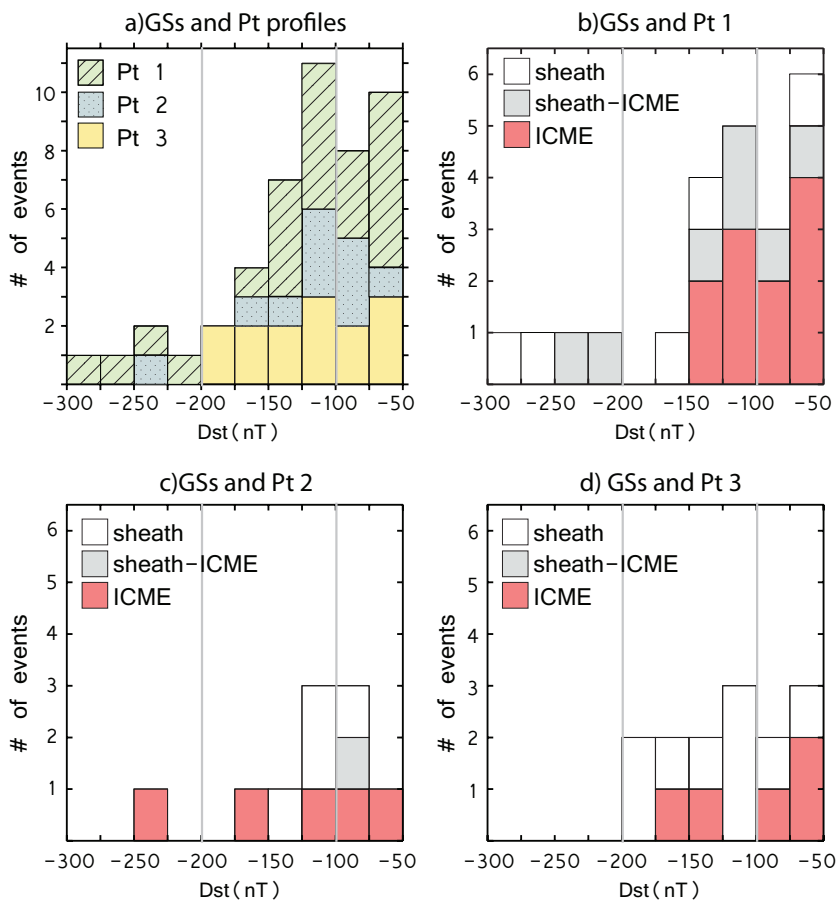 a)GSs and Pt profiles
Pt 1
Pt 2
Pt 3
10
8
6
4
2
# of events
-300 -250 -200 -150 -100 -50
Dst(nT)
b)GSs and Pt 1
sheath
sheath-ICME
ICME
6
5
4
3
2
1
# of events
-300 -250 -200 -150 -100 -50
Dst(nT)
c)GSs and Pt 2
sheath
sheath-ICME
ICME
6
5
4
3
2
1
# of events
-300 -250 -200 -150 -100 -50
Dst(nT)
d) GSs and Pt 3
sheath
sheath-ICME
ICME
6
5
4
3
2
1
# of events
-300 -250 -200 -150 -100 -50
Dst(nT)